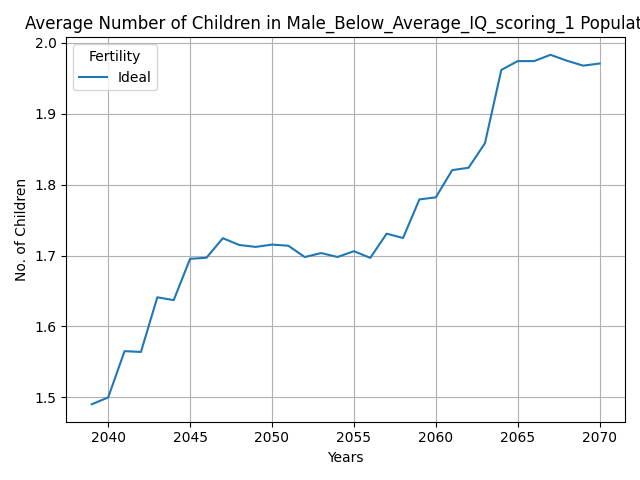 Average Number of Children in Male_Below_Average_IQ_scoring_1 Populat
Fertility
Ideal
No. of Children
2.0
1.9
1.8
1.7
1.6
1.5
2040 2045 2050 2055 2060 2065 2070
Years